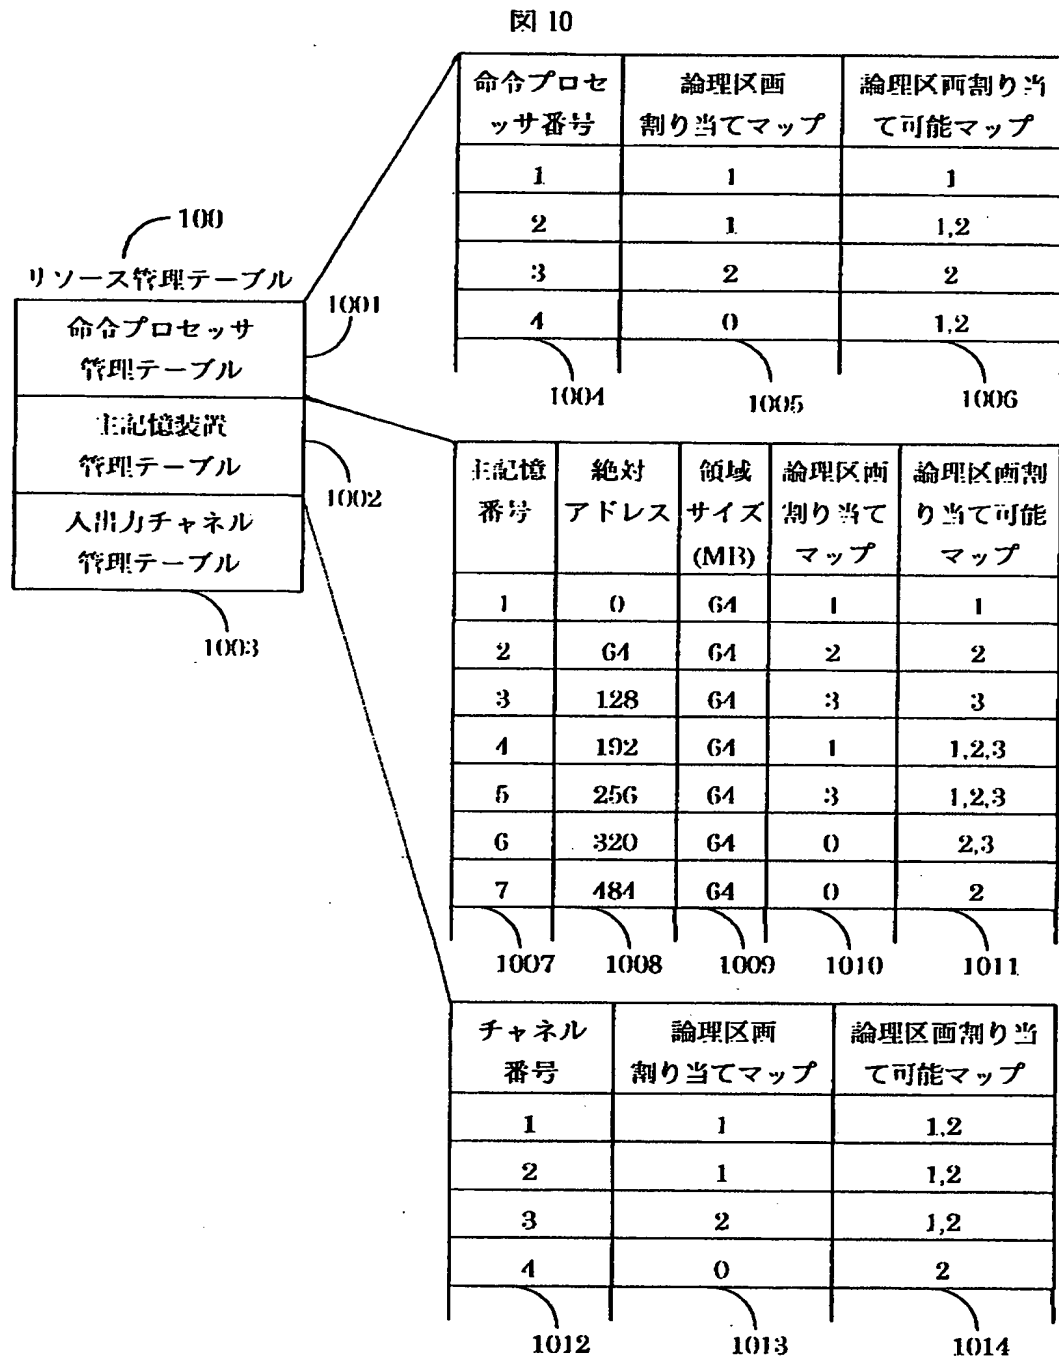 図 10
100
リソース管理テーブル
命令プロセッサ
管理テーブル
1001
主記憶装置
管理テーブル
1002
入出力チャネル
管理テーブル
1003
命令プロセ
ッサ番号
論理区画
割り当てマップ
論理区画割り当
て可能マップ
1 1 1
2 1 1,2
3 2 2
4 0 1,2
1004 1005 1006
主記憶
番号
絶対
アドレス
領域
サイズ
(MB)
論理区画
割り当て
マップ
論理区画割
り当て可能
マップ
1 0 64 1 1
2 64 64 2 2
3 128 64 3 3
4 192 64 1 1,2,3
5 256 64 3 1,2,3
6 320 64 0 2,3
7 484 64 0 2
1007 1008 1009 1010 1011
チャネル
番号
論理区画
割り当てマップ
論理区画割り当
て可能マップ
1 1 1,2
2 1 1,2
3 2 1,2
4 0 2
1012 1013 1014